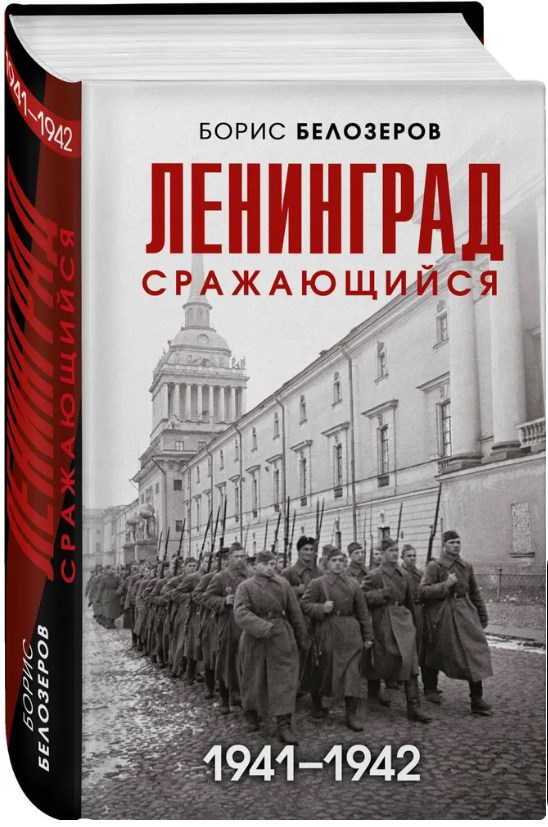 БОРИС БЕЛОЗЕРОВ
ЛЕНИНГРАД
СРАЖАЮЩИЙСЯ
1941–1942
1941–1942
ЛЕНИНГРАД
СРАЖАЮЩИЙСЯ
БОРИС
БЕЛОЗЕРОВ